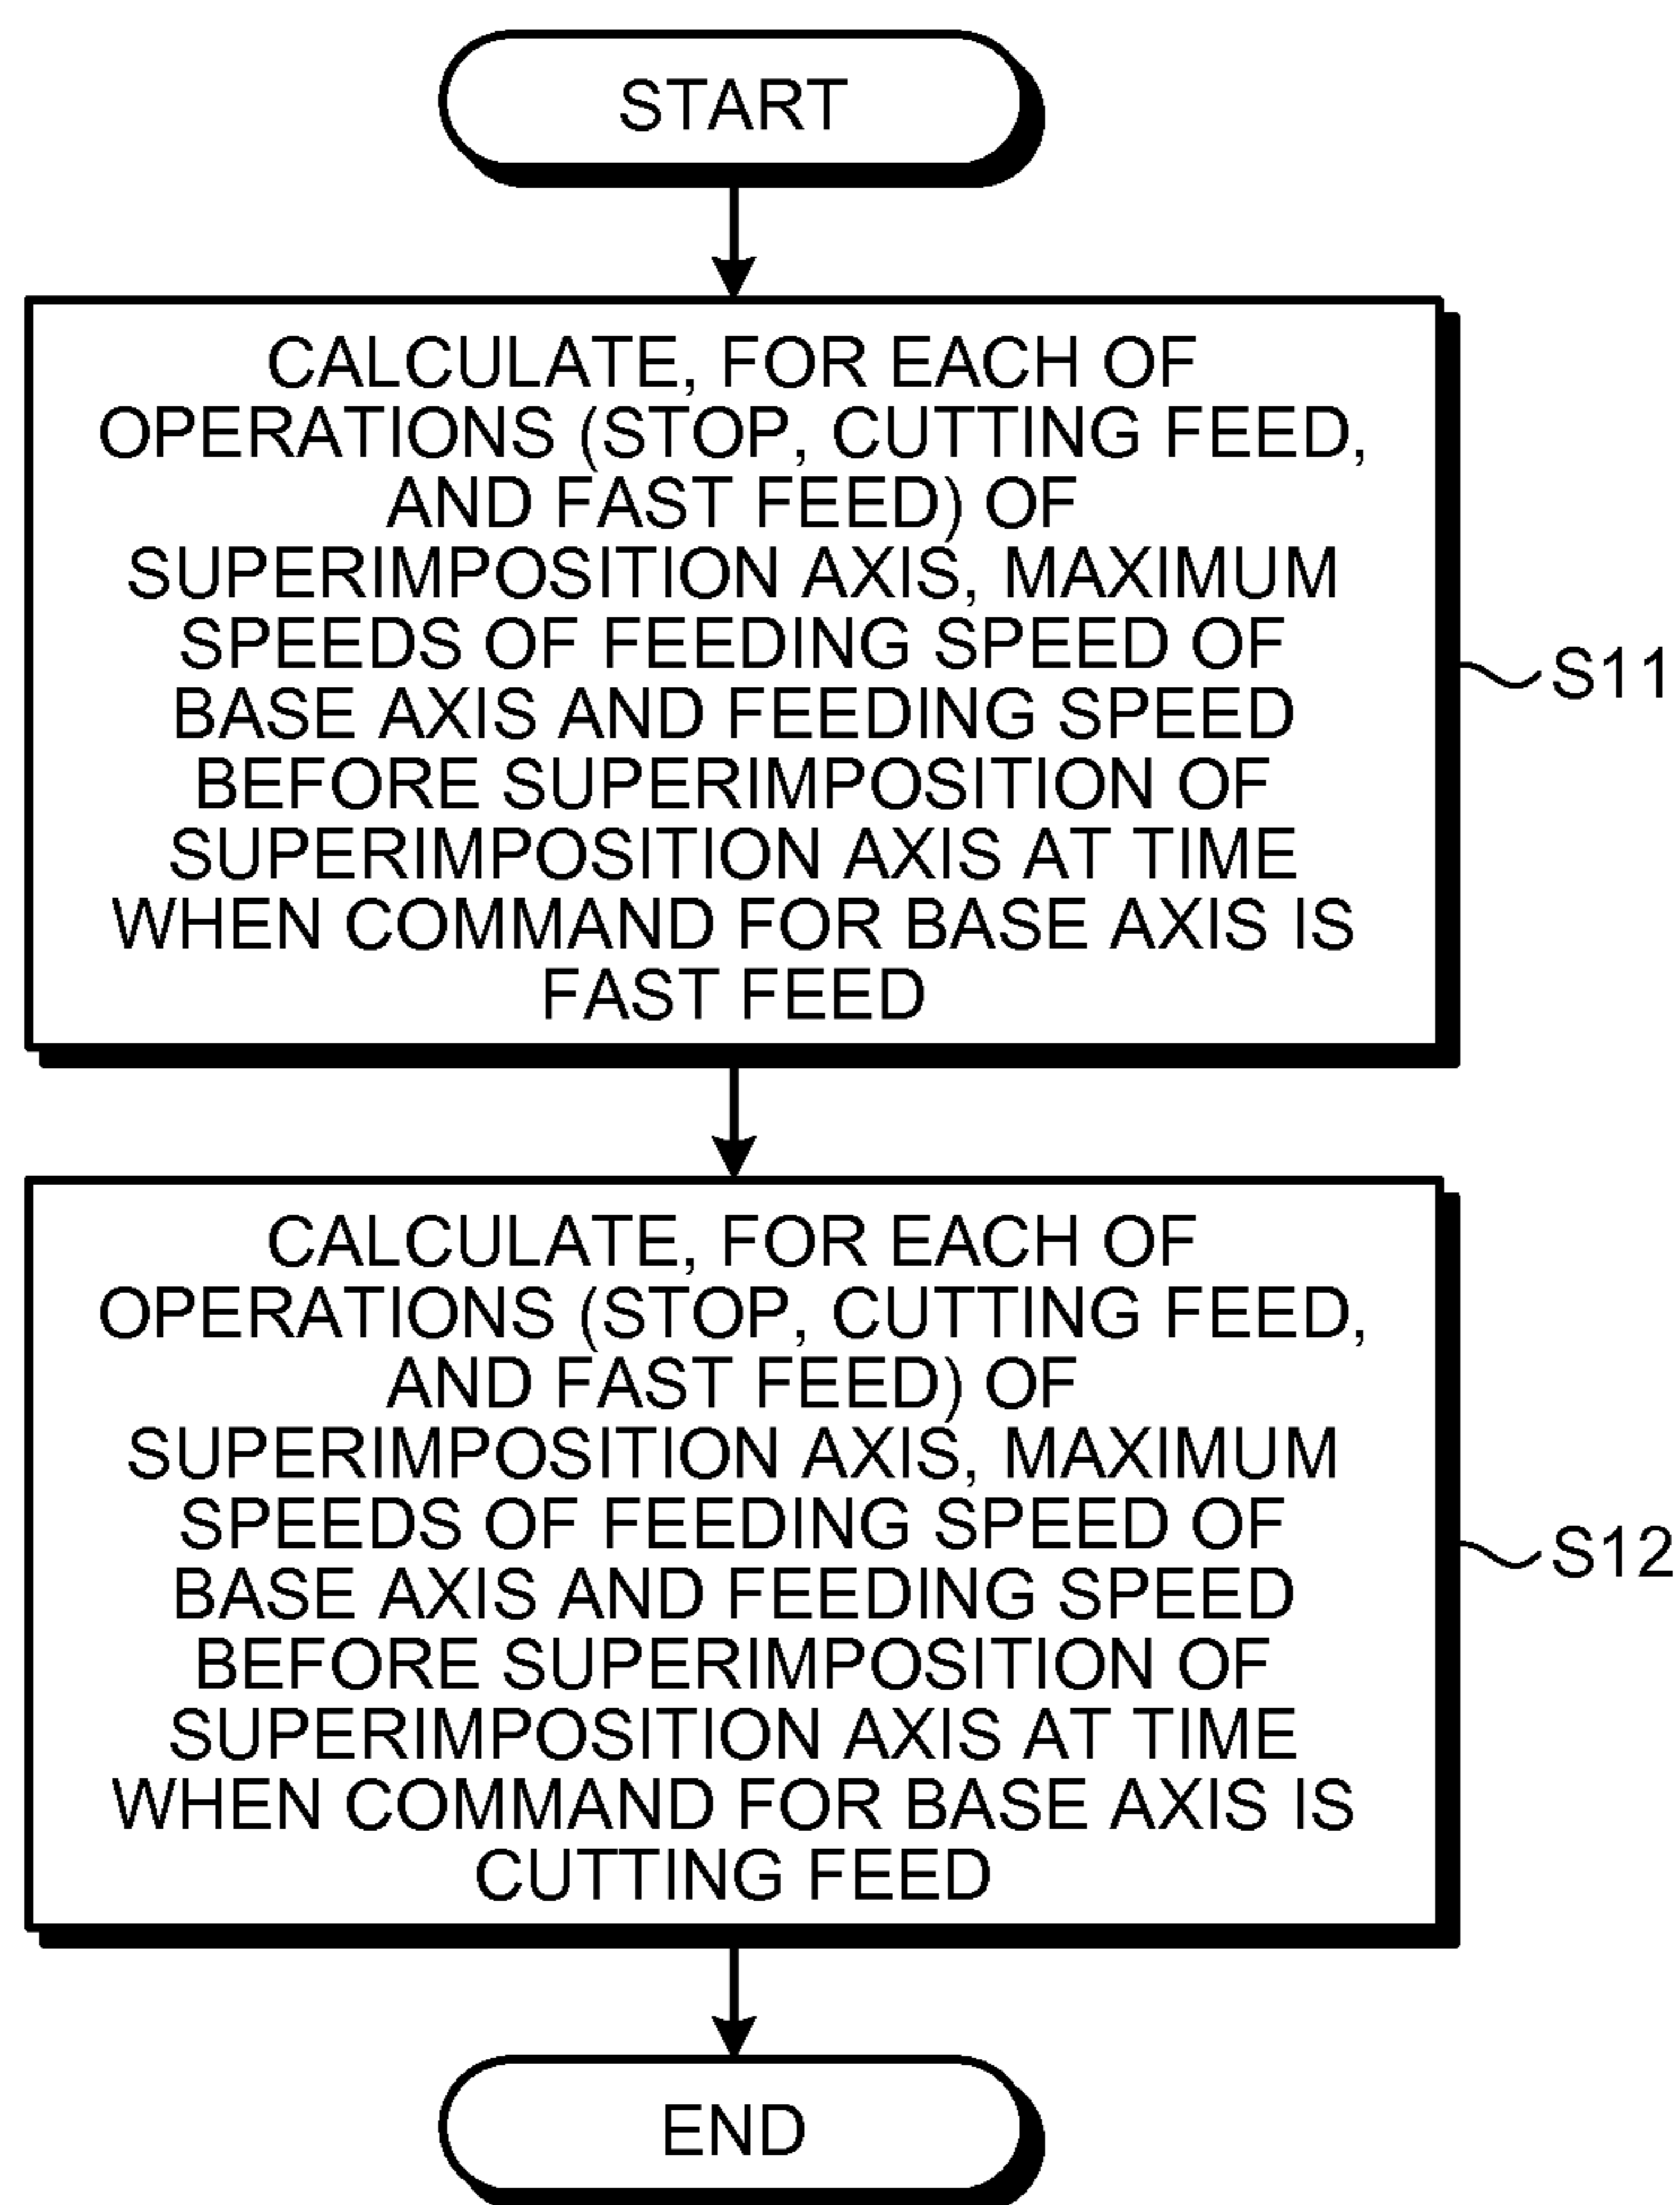 START
CALCULATE, FOR EACH OF
OPERATIONS (STOP, CUTTING FEED,
AND FAST FEED) OF
SUPERIMPOSITION AXIS, MAXIMUM
SPEEDS OF FEEDING SPEED OF
BASE AXIS AND FEEDING SPEED
BEFORE SUPERIMPOSITION OF
SUPERIMPOSITION AXIS AT TIME
WHEN COMMAND FOR BASE AXIS IS
FAST FEED
S11
CALCULATE, FOR EACH OF
OPERATIONS (STOP, CUTTING FEED,
AND FAST FEED) OF
SUPERIMPOSITION AXIS, MAXIMUM
SPEEDS OF FEEDING SPEED OF
BASE AXIS AND FEEDING SPEED
BEFORE SUPERIMPOSITION OF
SUPERIMPOSITION AXIS AT TIME
WHEN COMMAND FOR BASE AXIS IS
CUTTING FEED
S12
END